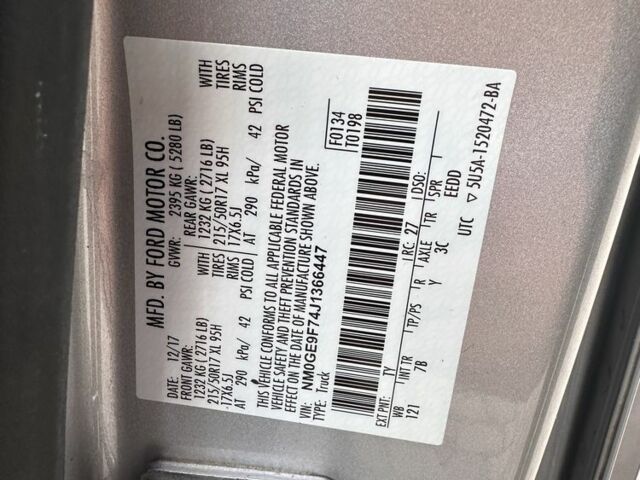 MFD. BY FORD MOTOR CO.
DATE: 12/17 GVWR: 2395 KG ( 5280 LB)
FRONT GAWR: REAR GAWR: WITH
1232 KG ( 2716 LB) 1232 KG ( 2716 LB) TIRES
215/50R17 XL 95H TIRES 215/50R17 XL 95H RIMS
17X6.5J RIMS 17X6.5J
AT 290 kPa/ 42 PSI COLD AT 290 kPa/ 42 PSI COLD
THIS VEHICLE CONFORMS TO ALL APPLICABLE FEDERAL MOTOR
VEHICLE SAFETY AND THEFT PREVENTION STANDARDS IN
EFFECT ON THE DATE OF MANUFACTURE SHOWN ABOVE.
VIN: NM0GE9F74J1366447 F0134
TYPE: Truck T0198
EXT PNT: TY RC: 27 DSO:
WB INT TR TP/PS R AXLE TR SPR
121 7B Y 3C EEDD
UTC ▽ 5U5A-1520472-BA